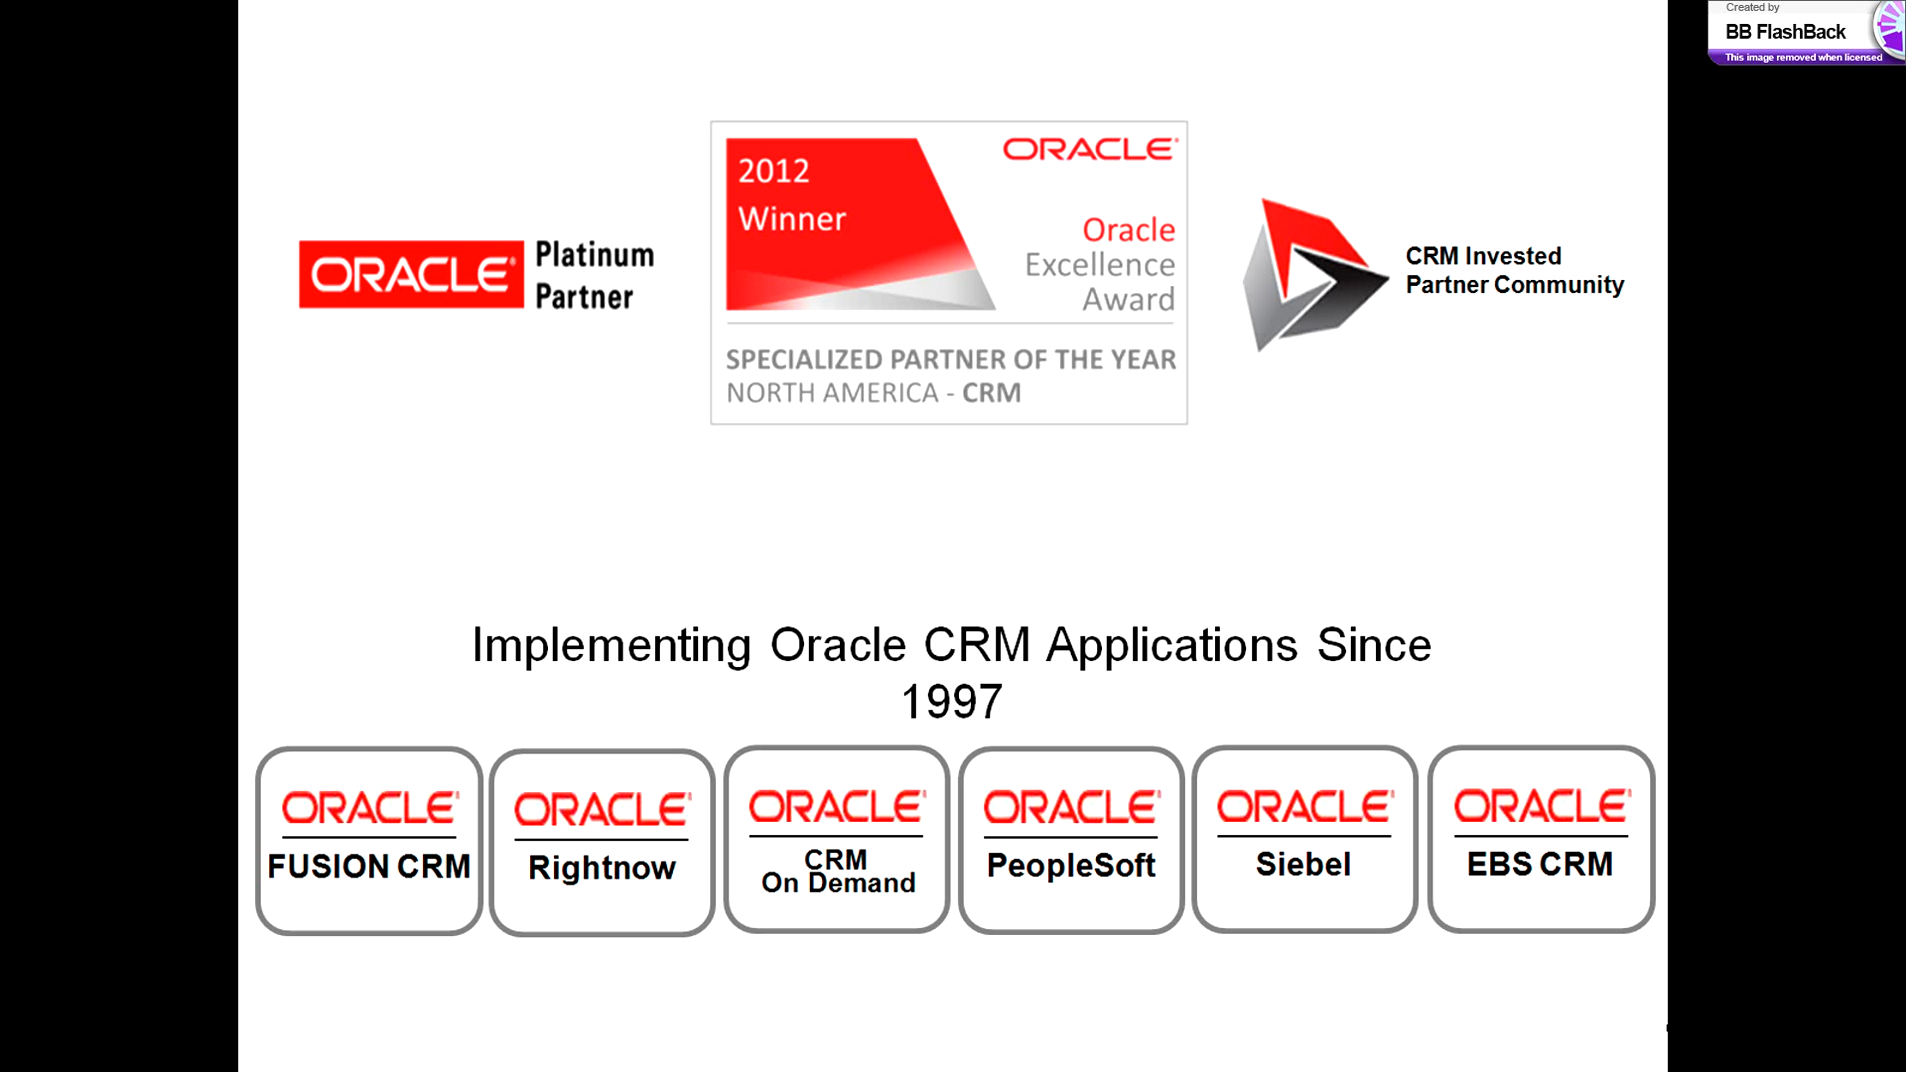 Created by
BB FlashBack
This image removed when licensed
ORACLE®
Platinum
Partner
2012
Winner
ORACLE®
Oracle
Excellence
Award
SPECIALIZED PARTNER OF THE YEAR
NORTH AMERICA - CRM
CRM Invested
Partner Community
Implementing Oracle CRM Applications Since
1997
ORACLE®
FUSION CRM
ORACLE®
Rightnow
ORACLE®
CRM
On Demand
ORACLE®
PeopleSoft
ORACLE®
Siebel
ORACLE®
EBS CRM